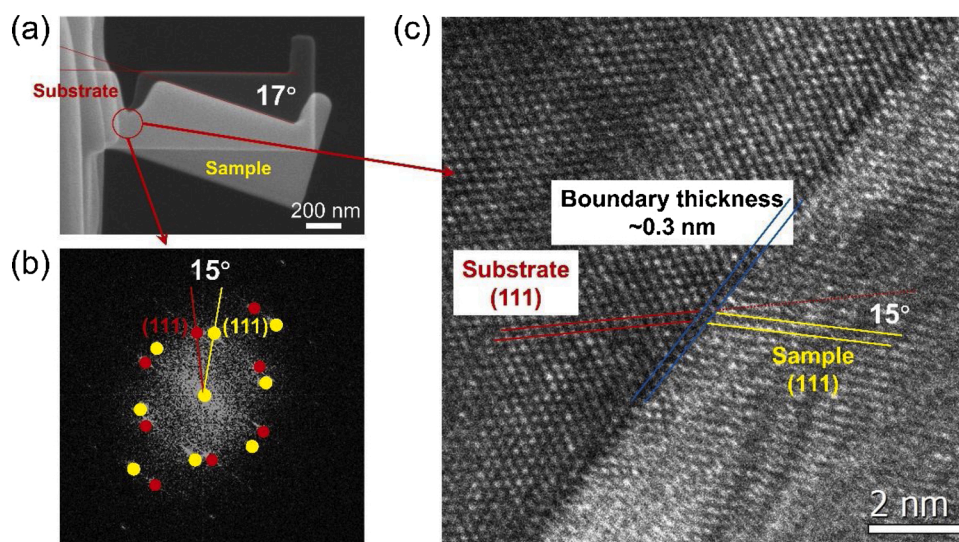 (a)
Substrate
17°
Sample
200 nm
(b)
15°
(111)
(111)
(c)
Boundary thickness
~0.3 nm
Substrate
(111)
15°
Sample
(111)
2 nm